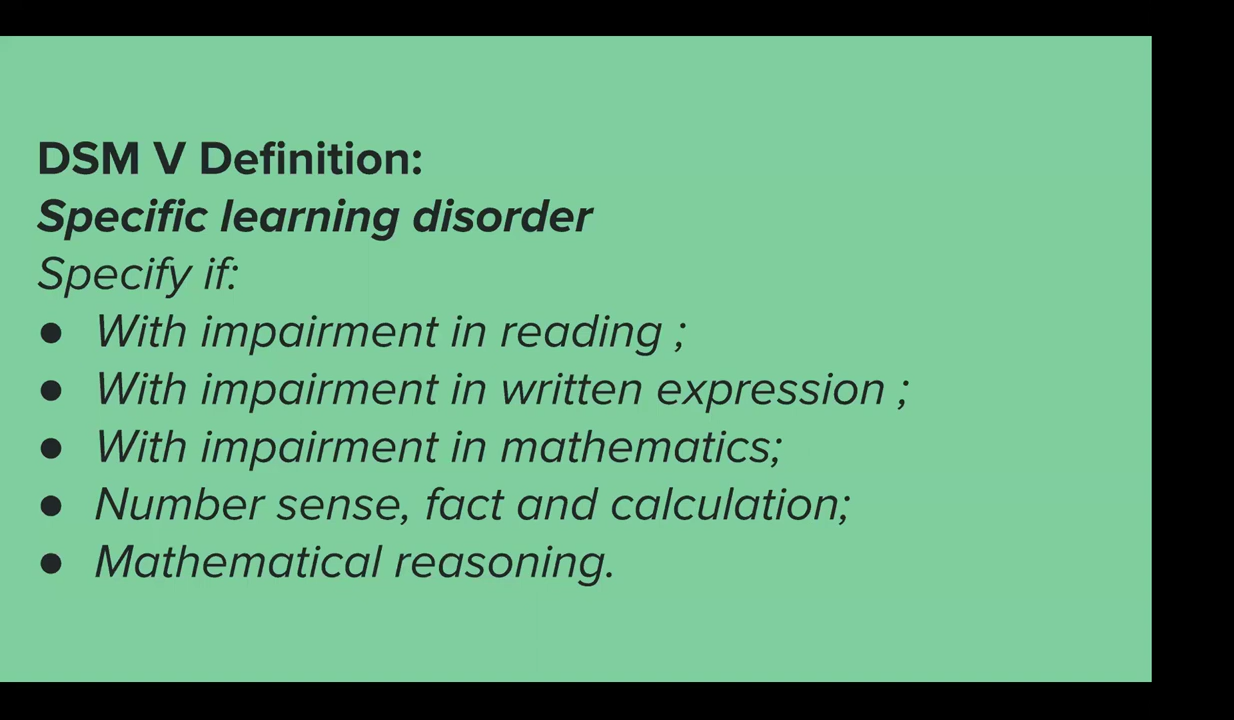 DSM V Definition:
Specific learning disorder
Specify if:
● With impairment in reading ;
● With impairment in written expression ;
● With impairment in mathematics;
● Number sense, fact and calculation;
● Mathematical reasoning.